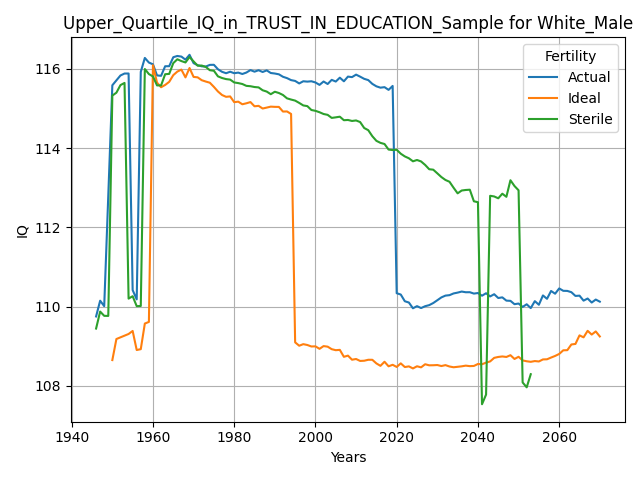 Upper_Quartile_IQ_in_TRUST_IN_EDUCATION_Sample for White_Male
Fertility
Actual
Ideal
Sterile
116
114
112
110
108
IQ
1940
1960
1980
2000
2020
2040
2060
Years